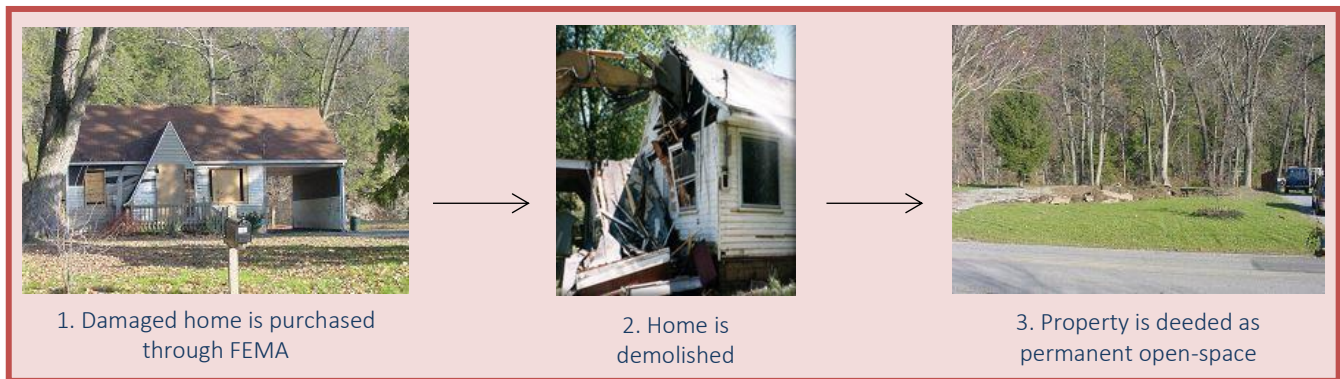 1. Damaged home is purchased
through FEMA
2. Home is
demolished
3. Property is deeded as
permanent open-space